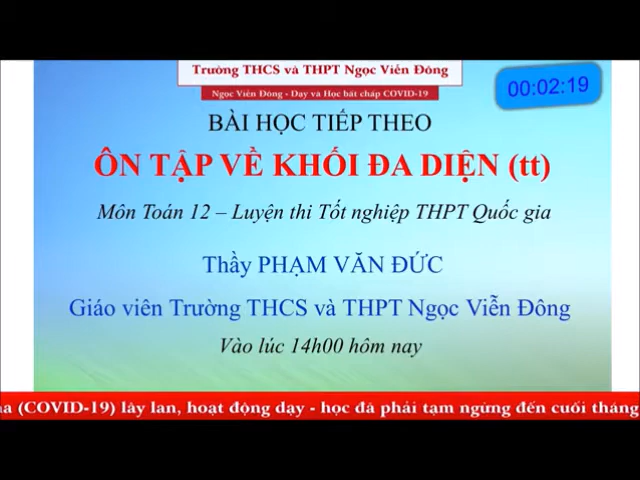 Trường THCS và THPT Ngọc Viễn Đông
Ngọc Viễn Đông - Dạy và Học bất chấp COVID-19
00:02:19
BÀI HỌC TIẾP THEO
ÔN TẬP VỀ KHỐI ĐA DIỆN (tt)
Môn Toán 12 – Luyện thi Tốt nghiệp THPT Quốc gia
Thầy PHẠM VĂN ĐỨC
Giáo viên Trường THCS và THPT Ngọc Viễn Đông
Vào lúc 14h00 hôm nay
(COVID-19) lây lan, hoạt động dạy - học đã phải tạm ngừng đến cuối tháng